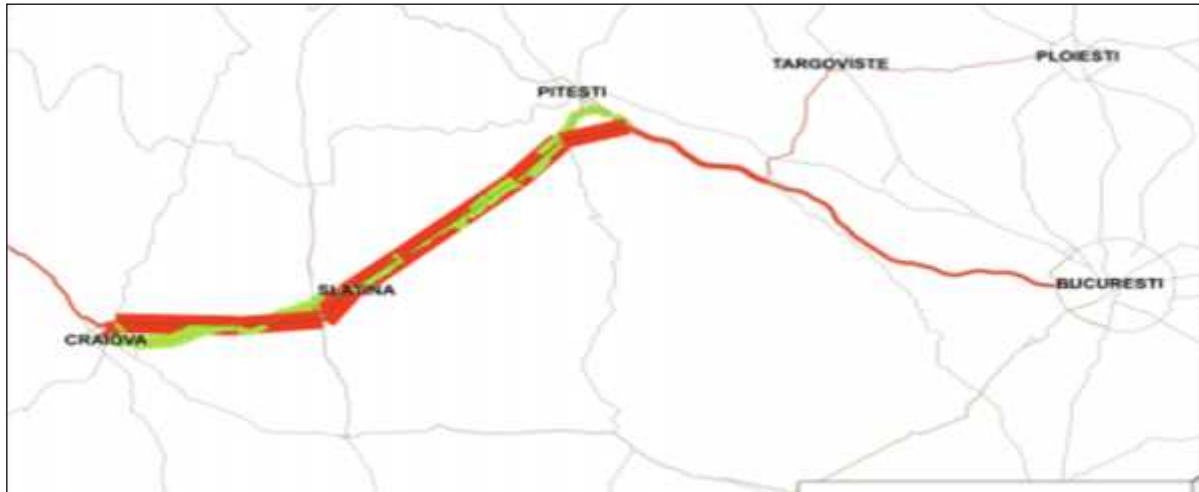 PLOIESTI
TARGOVISTE
PITESTI
BUCURESTI
SLATINA
CRAIOVA